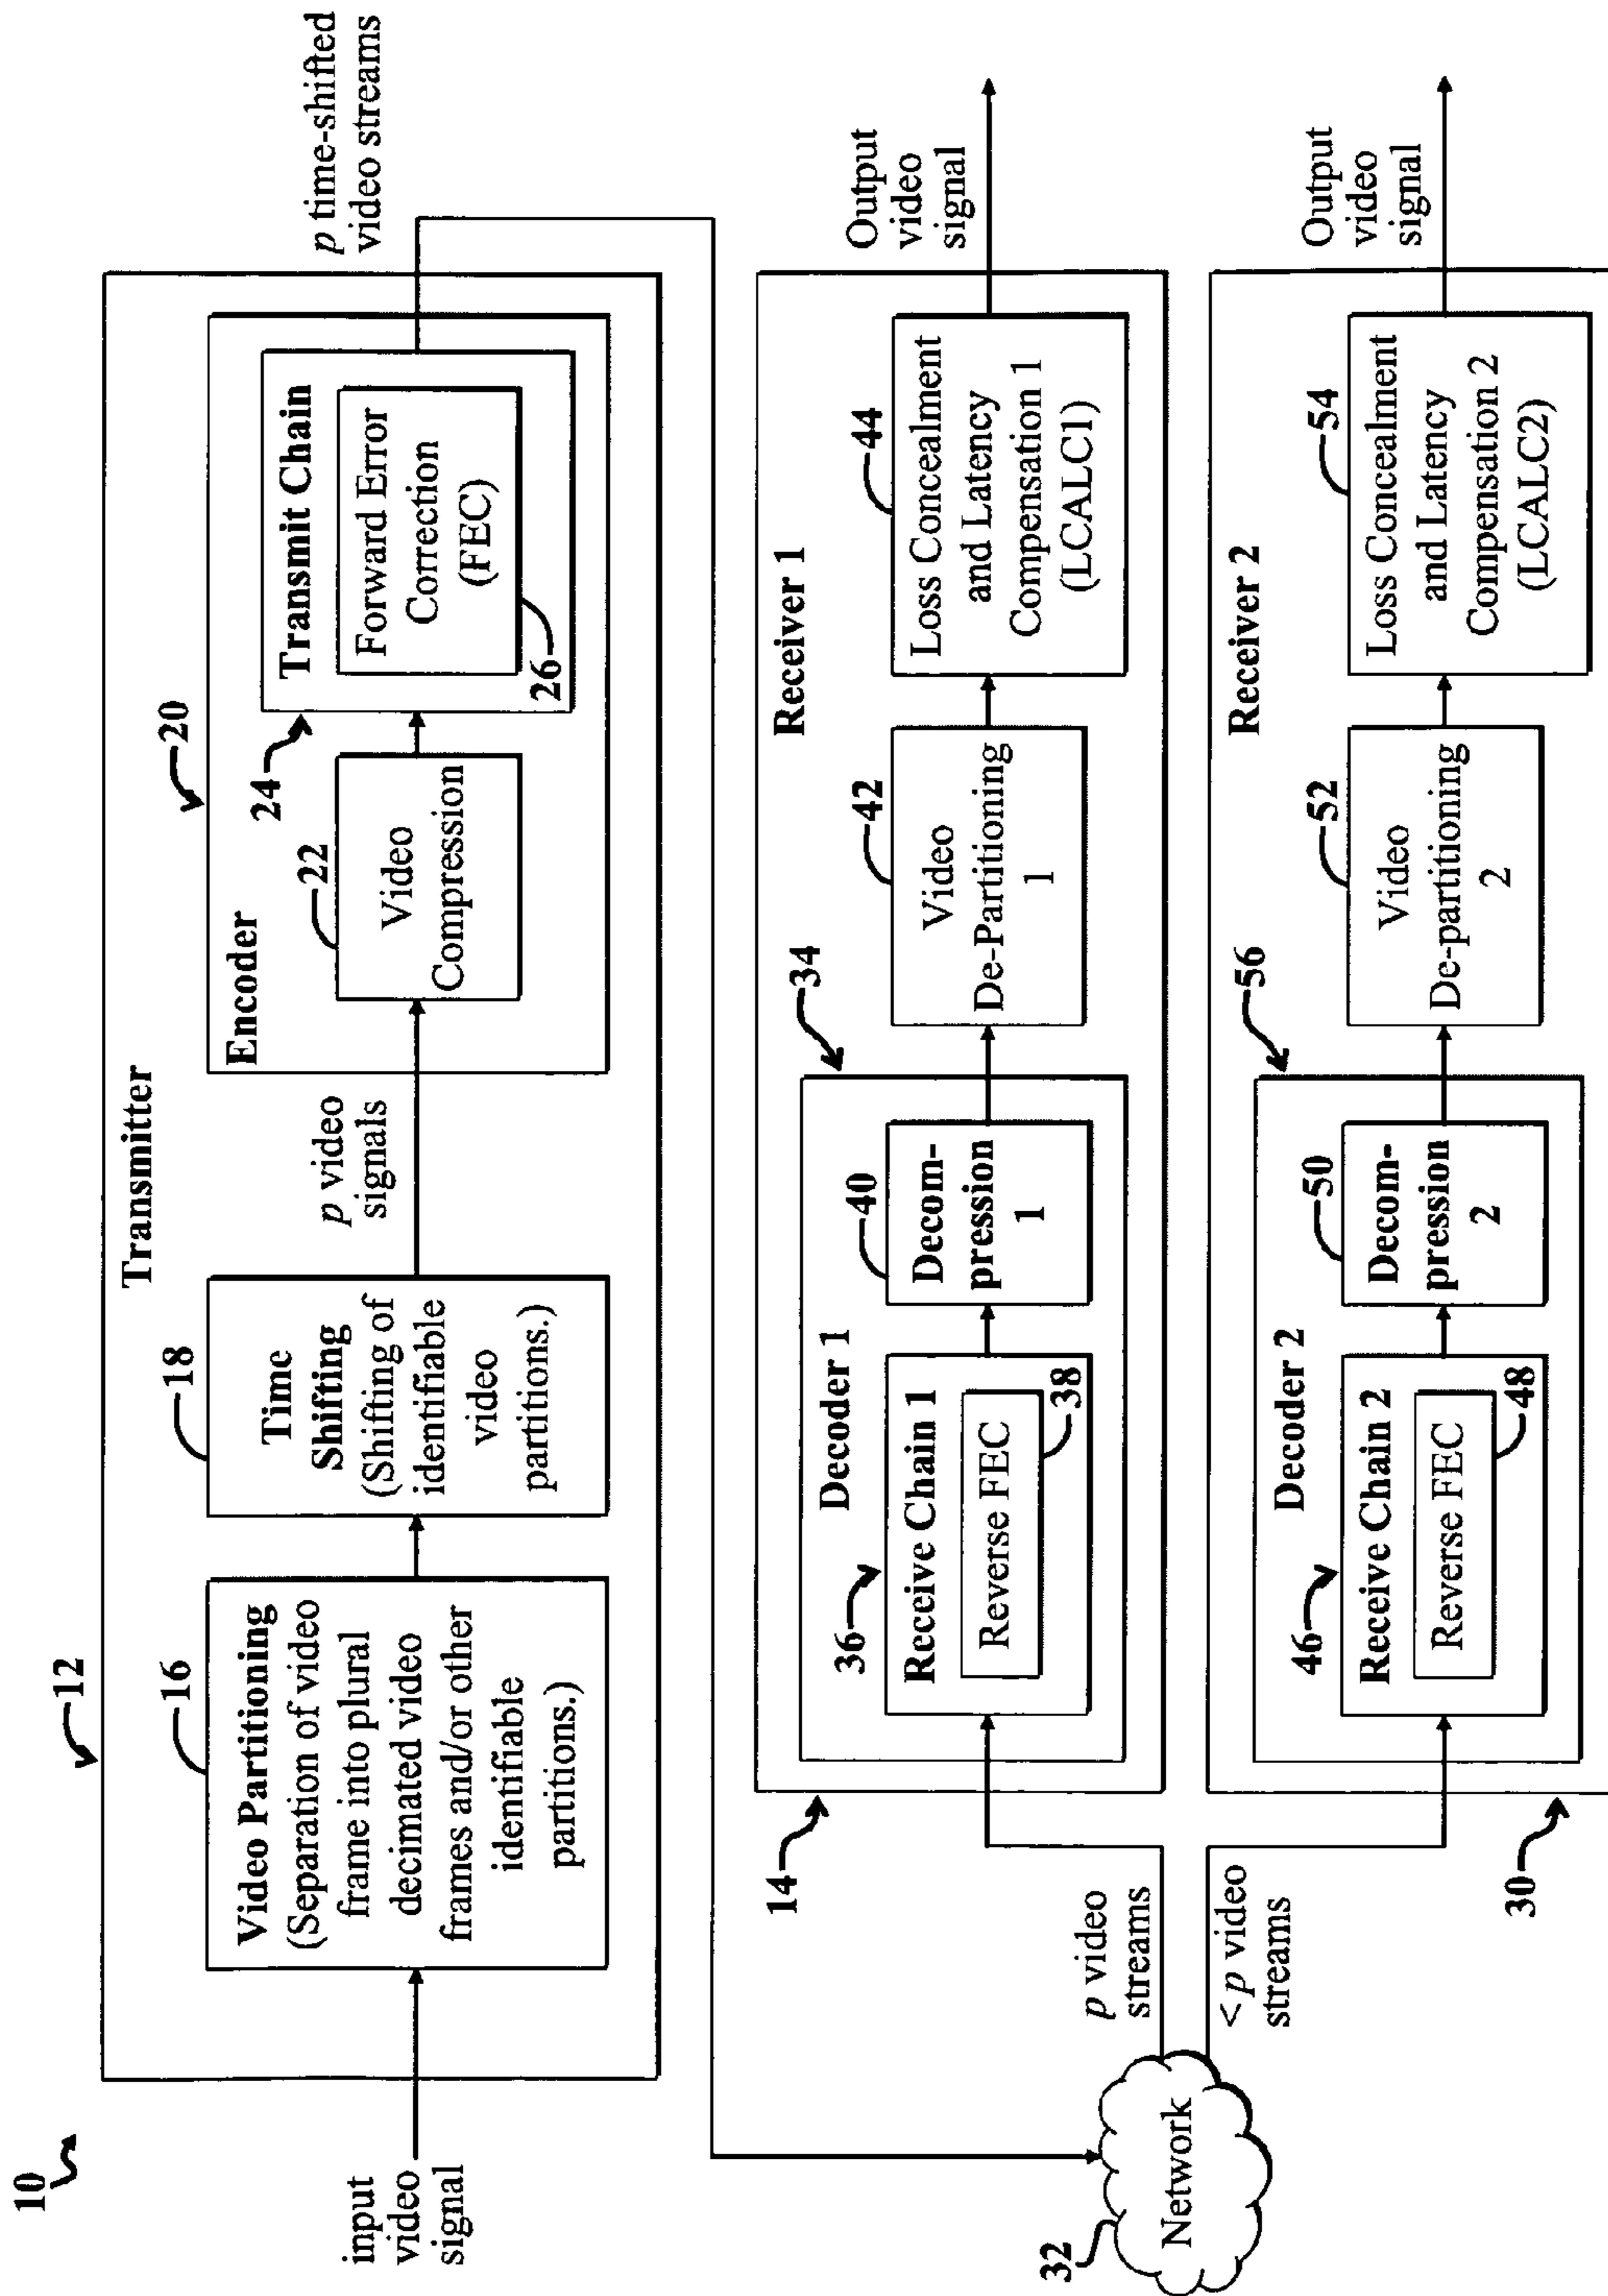 10
12
Transmitter
input
video
signal
16
Video Partitioning
(Separation of video
frame into plural
decimated video
frames and/or other
identifiable
partitions.)
18
Time
Shifting
(Shifting of
identifiable
video
partitions.)
p video
signals
20
Encoder
22
Video
Compression
24
Transmit Chain
Forward Error
Correction
(FEC)
26
p time-shifted
video streams
32
Network
p video
streams
< p video
streams
14
Receiver 1
34
Decoder 1
36
Receive Chain 1
Reverse FEC
38
40
Decom-
pression
1
42
Video
De-Partitioning
1
44
Loss Concealment
and Latency
Compensation 1
(LCALC1)
Output
video
signal
30
Receiver 2
56
Decoder 2
46
Receive Chain 2
Reverse FEC
48
50
Decom-
pression
2
52
Video
De-partitioning
2
54
Loss Concealment
and Latency
Compensation 2
(LCALC2)
Output
video
signal